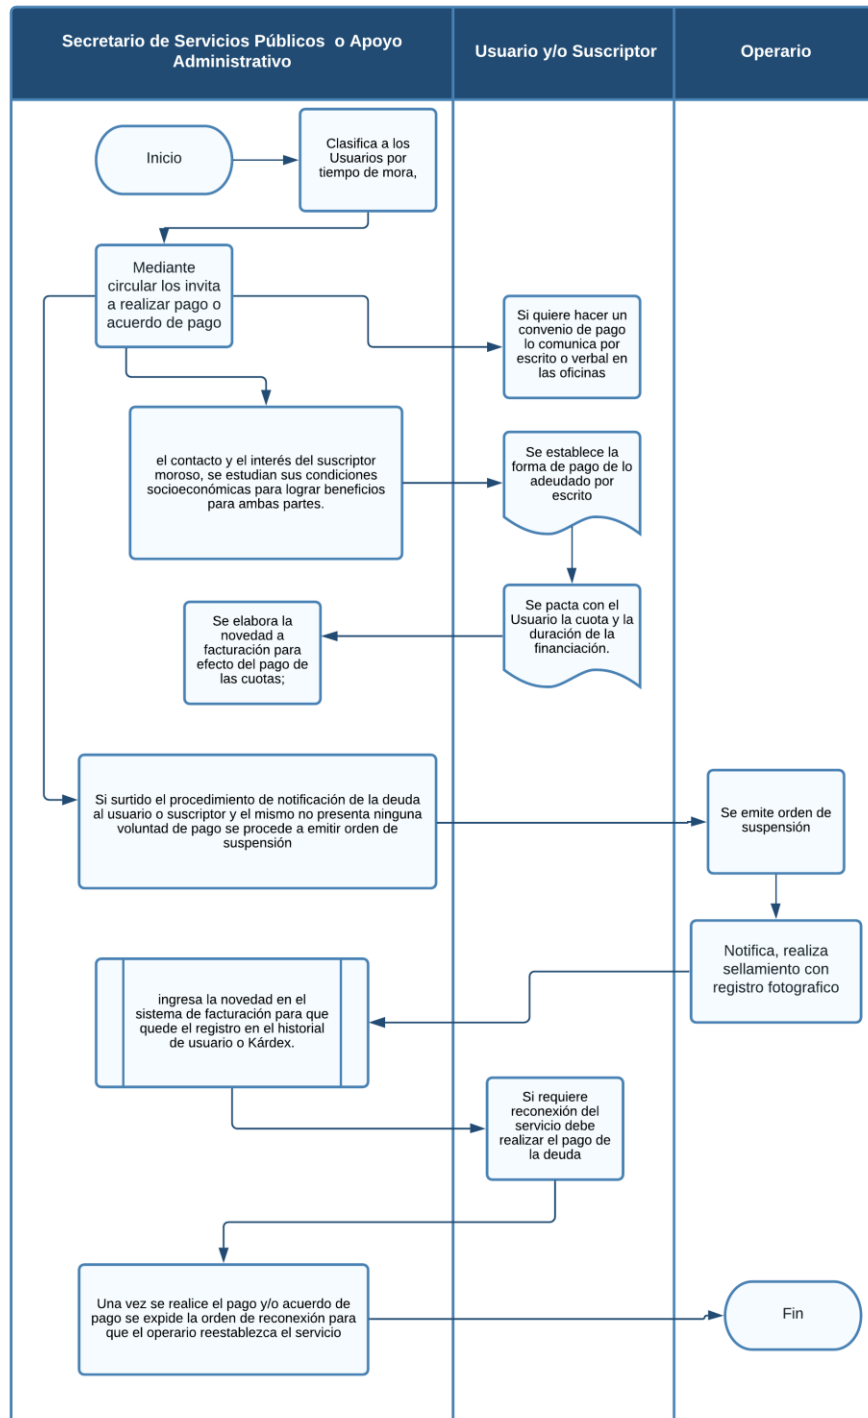 Secretario de Servicios Públicos o Apoyo
Administrativo
Usuario y/o Suscriptor
Operario
Inicio
Clasifica a los
Usuarios por
tiempo de mora,
Mediante
circular los invita
a realizar pago o
acuerdo de pago
Si quiere hacer un
convenio de pago
lo comunica por
escrito o verbal en
las oficinas
el contacto y el interés del suscriptor
moroso, se estudian sus condiciones
socioeconómicas para lograr beneficios
para ambas partes.
Se establece la
forma de pago de lo
adeudado por
escrito
Se pacta con el
Usuario la cuota y la
duración de la
financiación.
Se elabora la
novedad a
facturación para
efecto del pago de
las cuotas;
Si surtido el procedimiento de notificación de la deuda
al usuario o suscriptor y el mismo no presenta ninguna
voluntad de pago se procede a emitir orden de
suspensión
Se emite orden de
suspensión
Notifica, realiza
sellamiento con
registro fotografico
ingresa la novedad en el
sistema de facturación para que
quede el registro en el historial
de usuario o Kárdex.
Si requiere
reconexión del
servicio debe
realizar el pago de
la deuda
Una vez se realice el pago y/o acuerdo de
pago se expide la orden de reconexión para
que el operario reestablezca el servicio
Fin